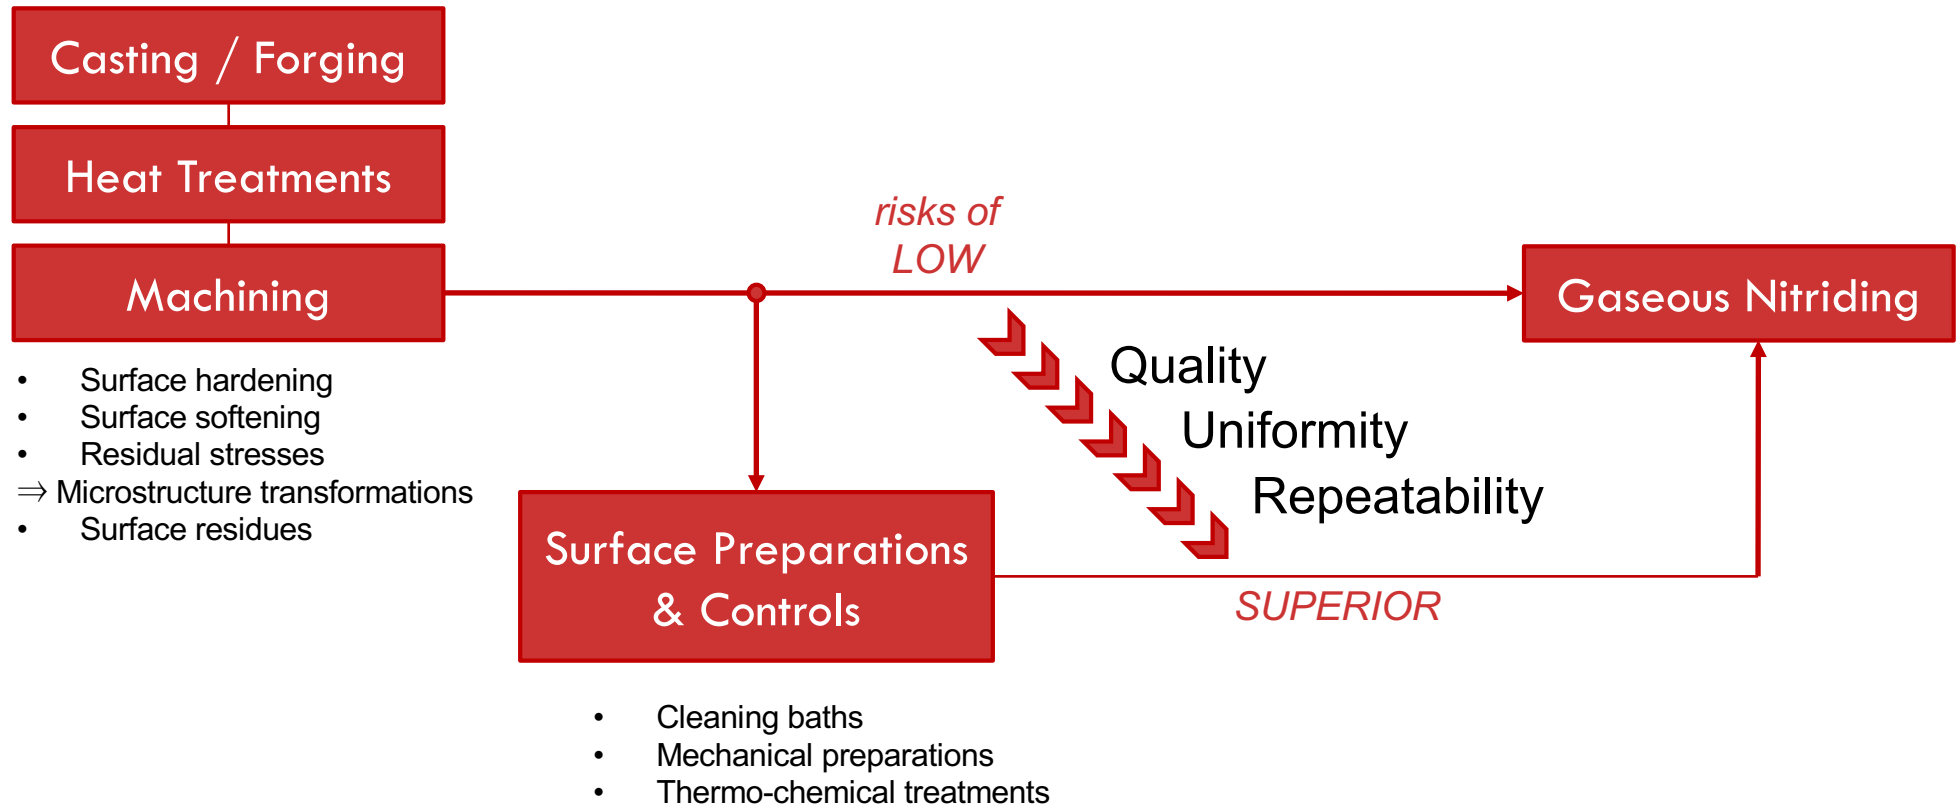 Casting / Forging
Heat Treatments
Machining
• Surface hardening
• Surface softening
• Residual stresses
⇒ Microstructure transformations
• Surface residues
risks of
LOW
Gaseous Nitriding
Quality
Uniformity
Repeatability
Surface Preparations
& Controls
SUPERIOR
• Cleaning baths
• Mechanical preparations
• Thermo-chemical treatments